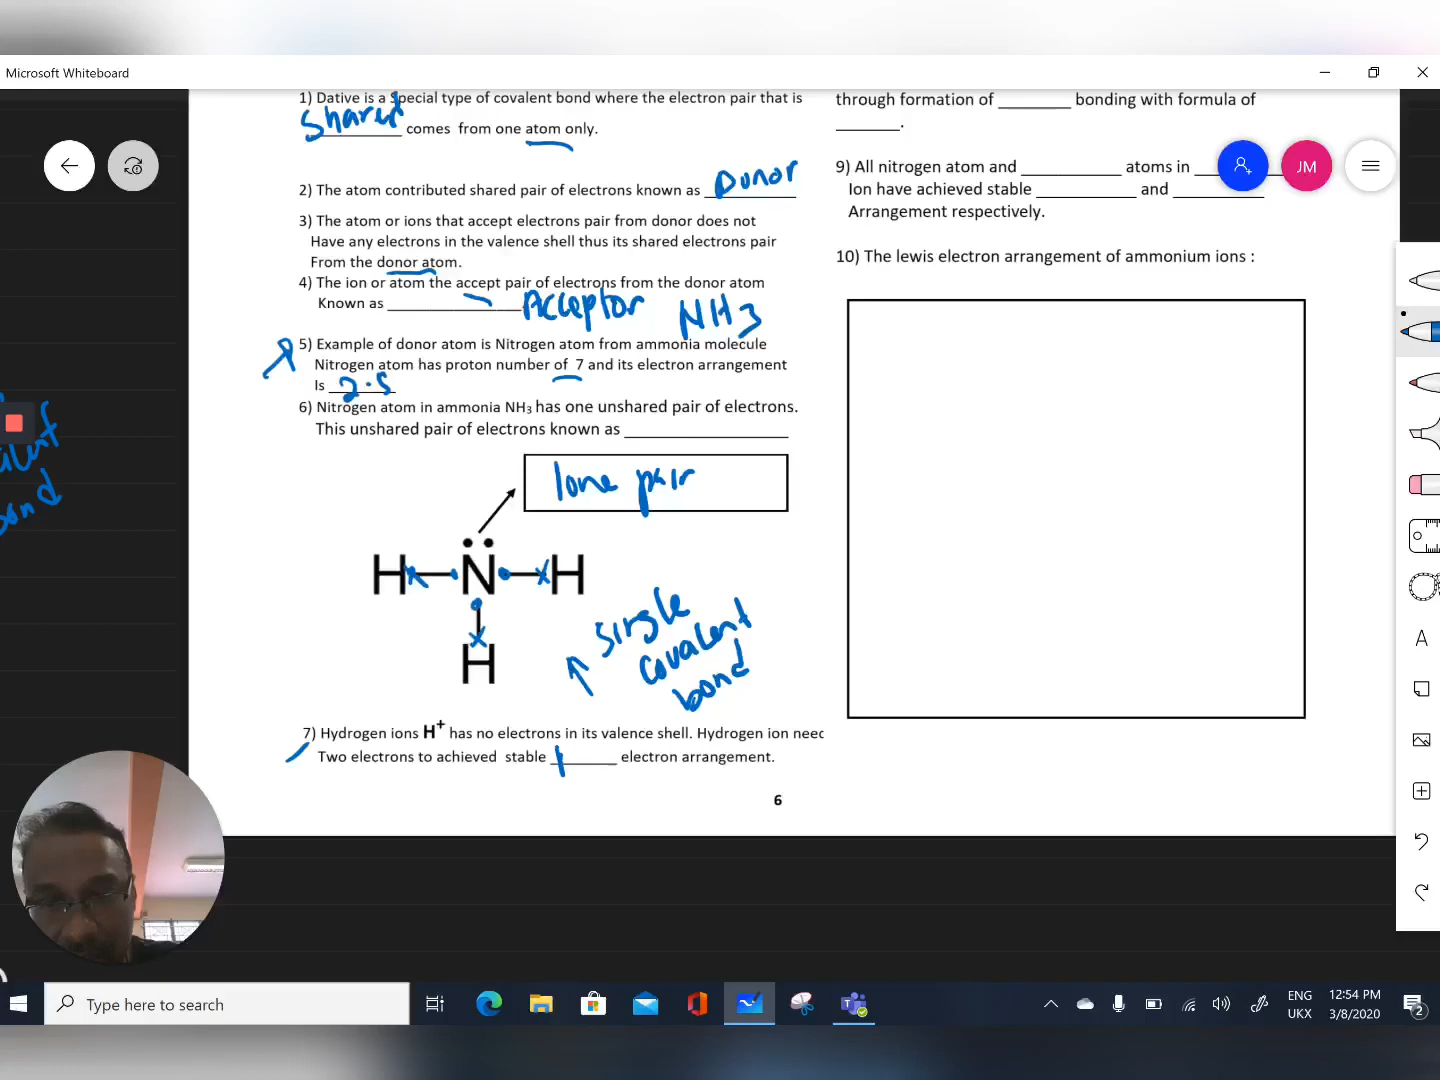 Microsoft Whiteboard
1) Dative is a Special type of covalent bond where the electron pair that is
shared comes from one atom only.
2) The atom contributed shared pair of electrons known as Donor
3) The atom or ions that accept electrons pair from donor does not
Have any electrons in the valence shell thus its shared electrons pair
From the donor atom.
4) The ion or atom the accept pair of electrons from the donor atom
Known as ____________ Acceptor
NH3
5) Example of donor atom is Nitrogen atom from ammonia molecule
Nitrogen atom has proton number of 7 and its electron arrangement
Is 2.5
6) Nitrogen atom in ammonia NH3 has one unshared pair of electrons.
This unshared pair of electrons known as ____________
lone pair
H N H
H
single
covalent
bond
7) Hydrogen ions H+ has no electrons in its valence shell. Hydrogen ion need
Two electrons to achieved stable ________ electron arrangement.
6
through formation of ________ bonding with formula of
_______.
9) All nitrogen atom and ___________ atoms in
Ion have achieved stable ___________ and __________
Arrangement respectively.
10) The lewis electron arrangement of ammonium ions :
JM
bond
A
Type here to search
ENG
UKX
12:54 PM
3/8/2020
2